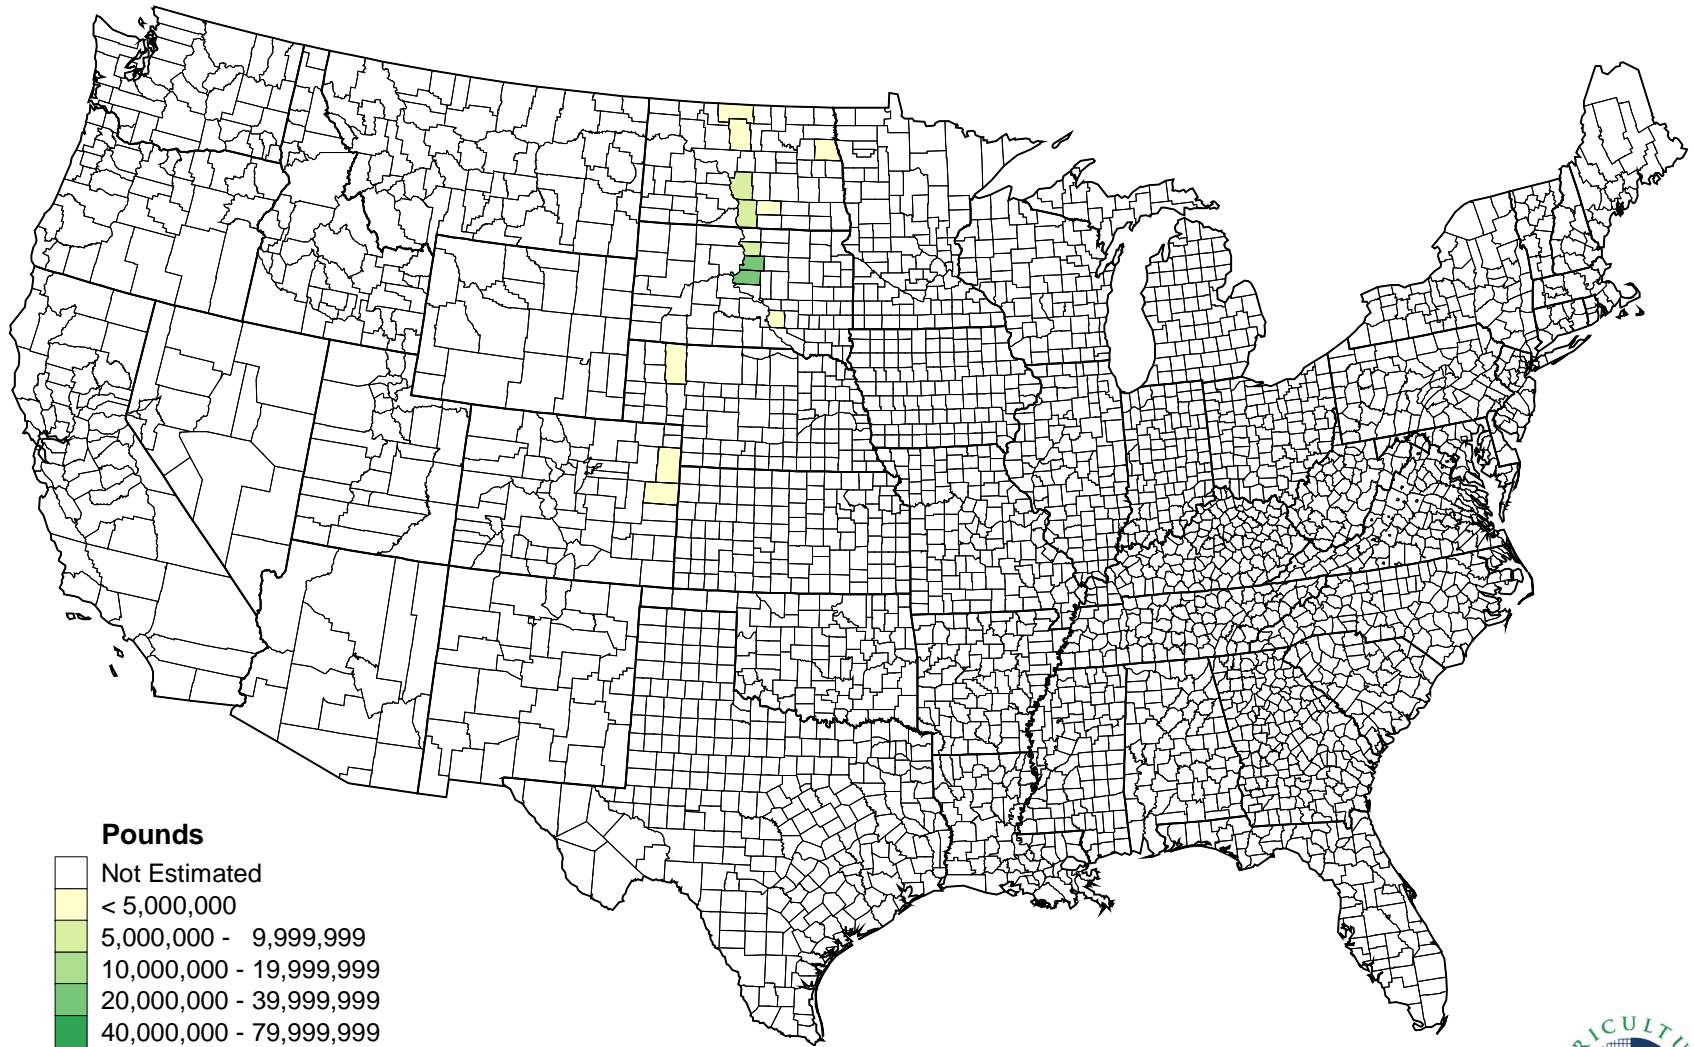 Pounds
Not Estimated
< 5,000,000
5,000,000 - 9,999,999
10,000,000 - 19,999,999
20,000,000 - 39,999,999
40,000,000 - 79,999,999
RICULTU